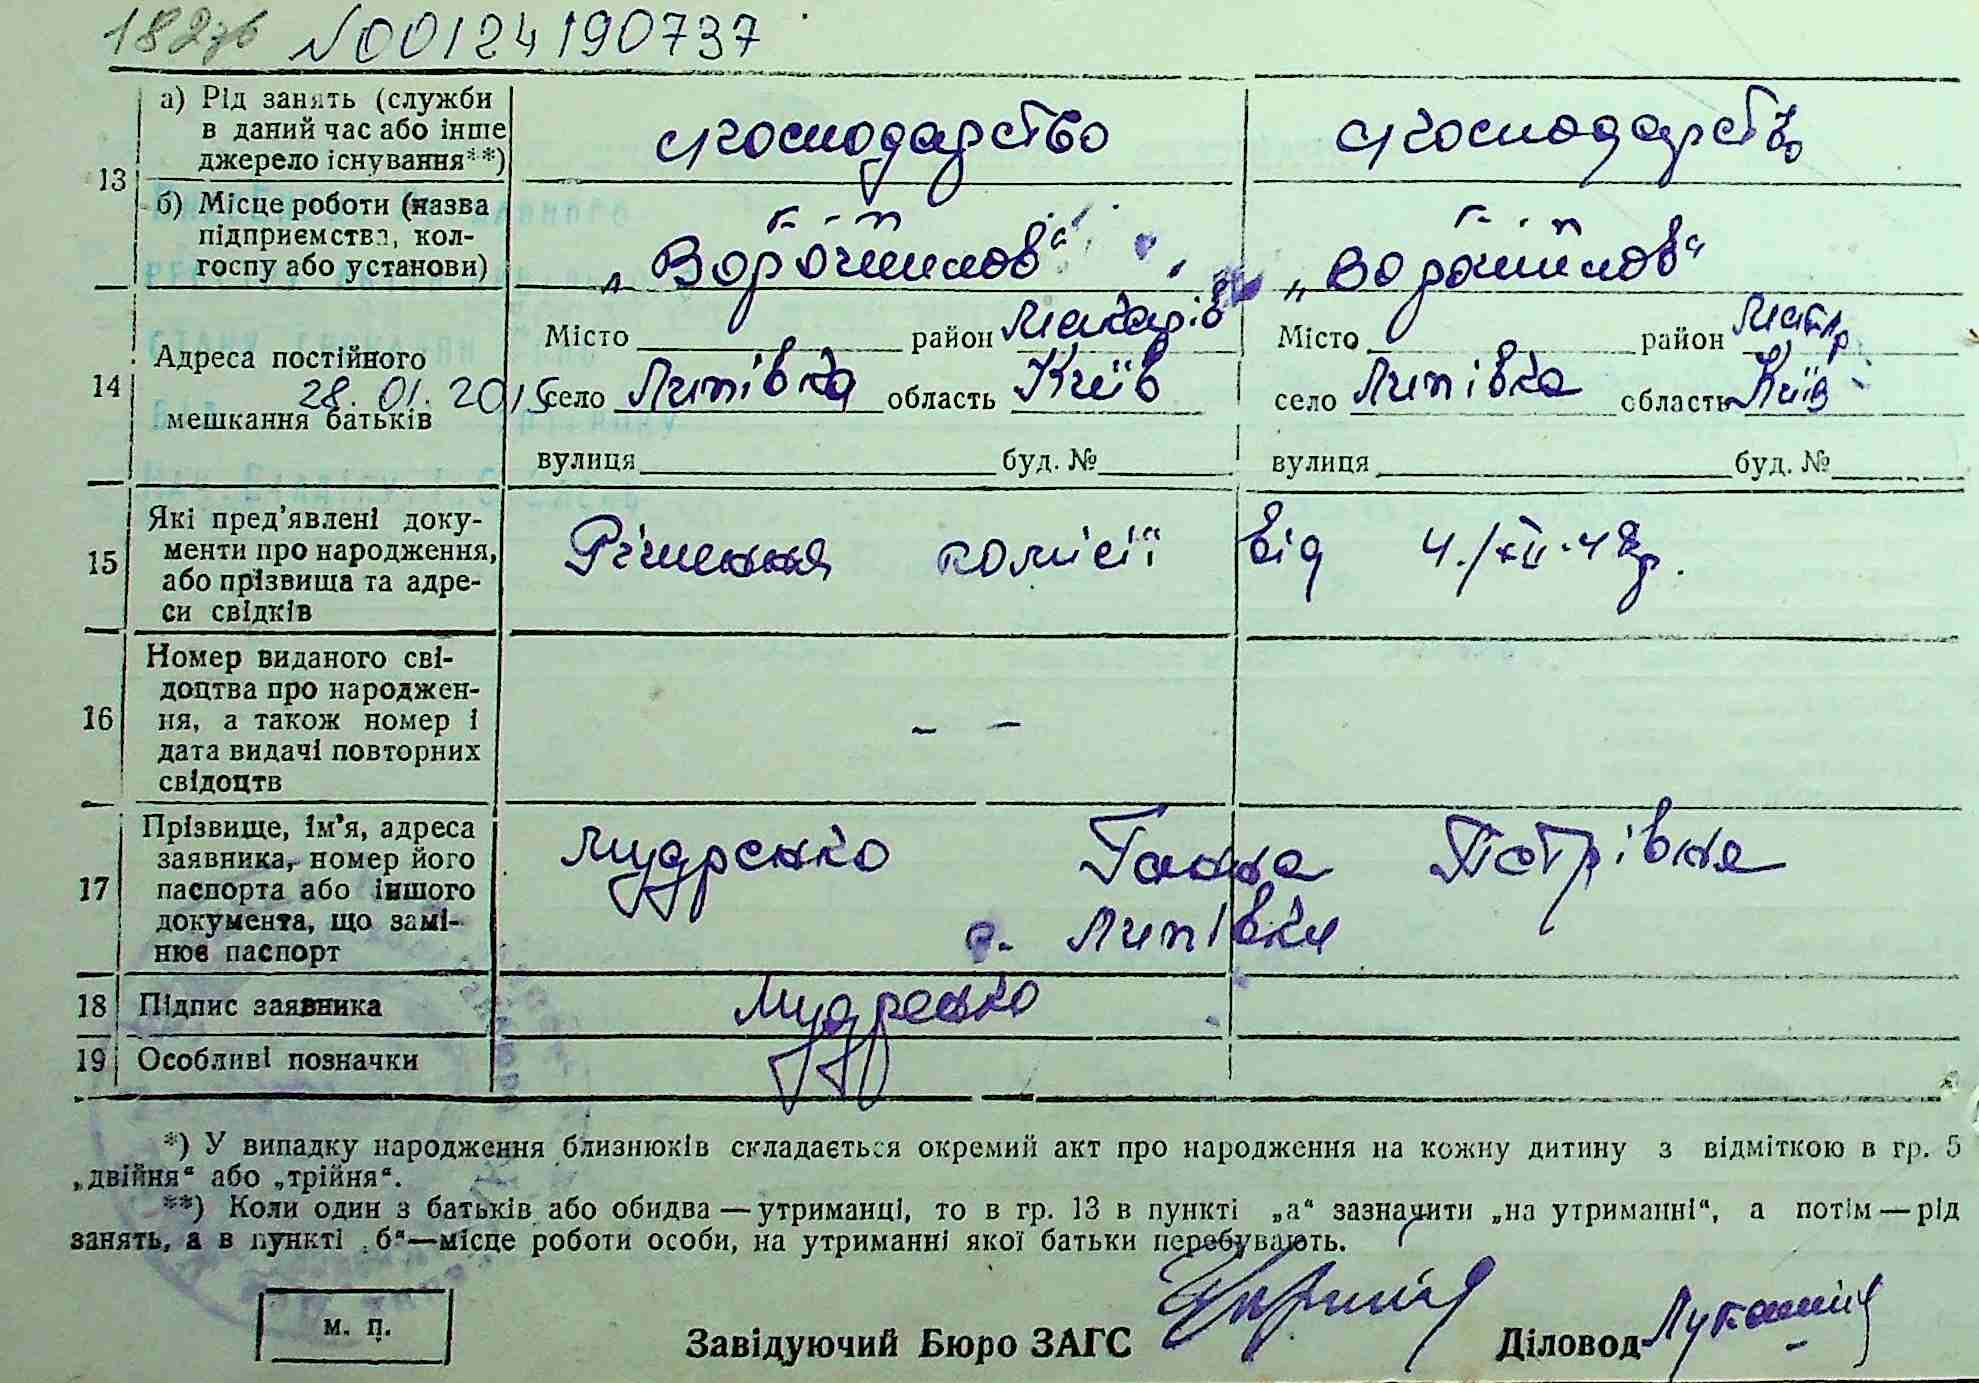 182зв № 00124190737
13 а) Рід занять (служби в даний час або інше джерело існування**) с/господарство с/господарство
б) Місце роботи (назва підприємства, колгоспу або установи) к-п „Ворошилов“ к-п „Ворошилов“
14 Адреса постійного мешкання батьків
28.01.2015
Місто район Макарів Місто район Макар
село Липівка область Київ село Липівка область Київ
вулиця буд. № вулиця буд. №
15 Які пред’явлені документи про народження, або прізвища та адреси свідків Рішення комісії від 4./XII.48р.
16 Номер виданого свідоцтва про народження, а також номер і дата видачі повторних свідоцтв – –
17 Прізвище, ім’я, адреса заявника, номер його паспорта або іншого документа, що замінює паспорт Мудренко Ганна Петрівна
с. Липівка
18 Підпис заявника Мудренко
19 Особливі позначки
*) У випадку народження близнюків складається окремий акт про народження на кожну дитину з відміткою в гр. 5
„двійня“ або „трійня“.
**) Коли один з батьків або обидва — утриманці, то в гр. 13 в пункті „а“ зазначити „на утриманні“, а потім — рід
занять, а в пункті „б“—місце роботи особи, на утриманні якої батьки перебувають.
м. п.
Завідуючий Бюро ЗАГС Діловод